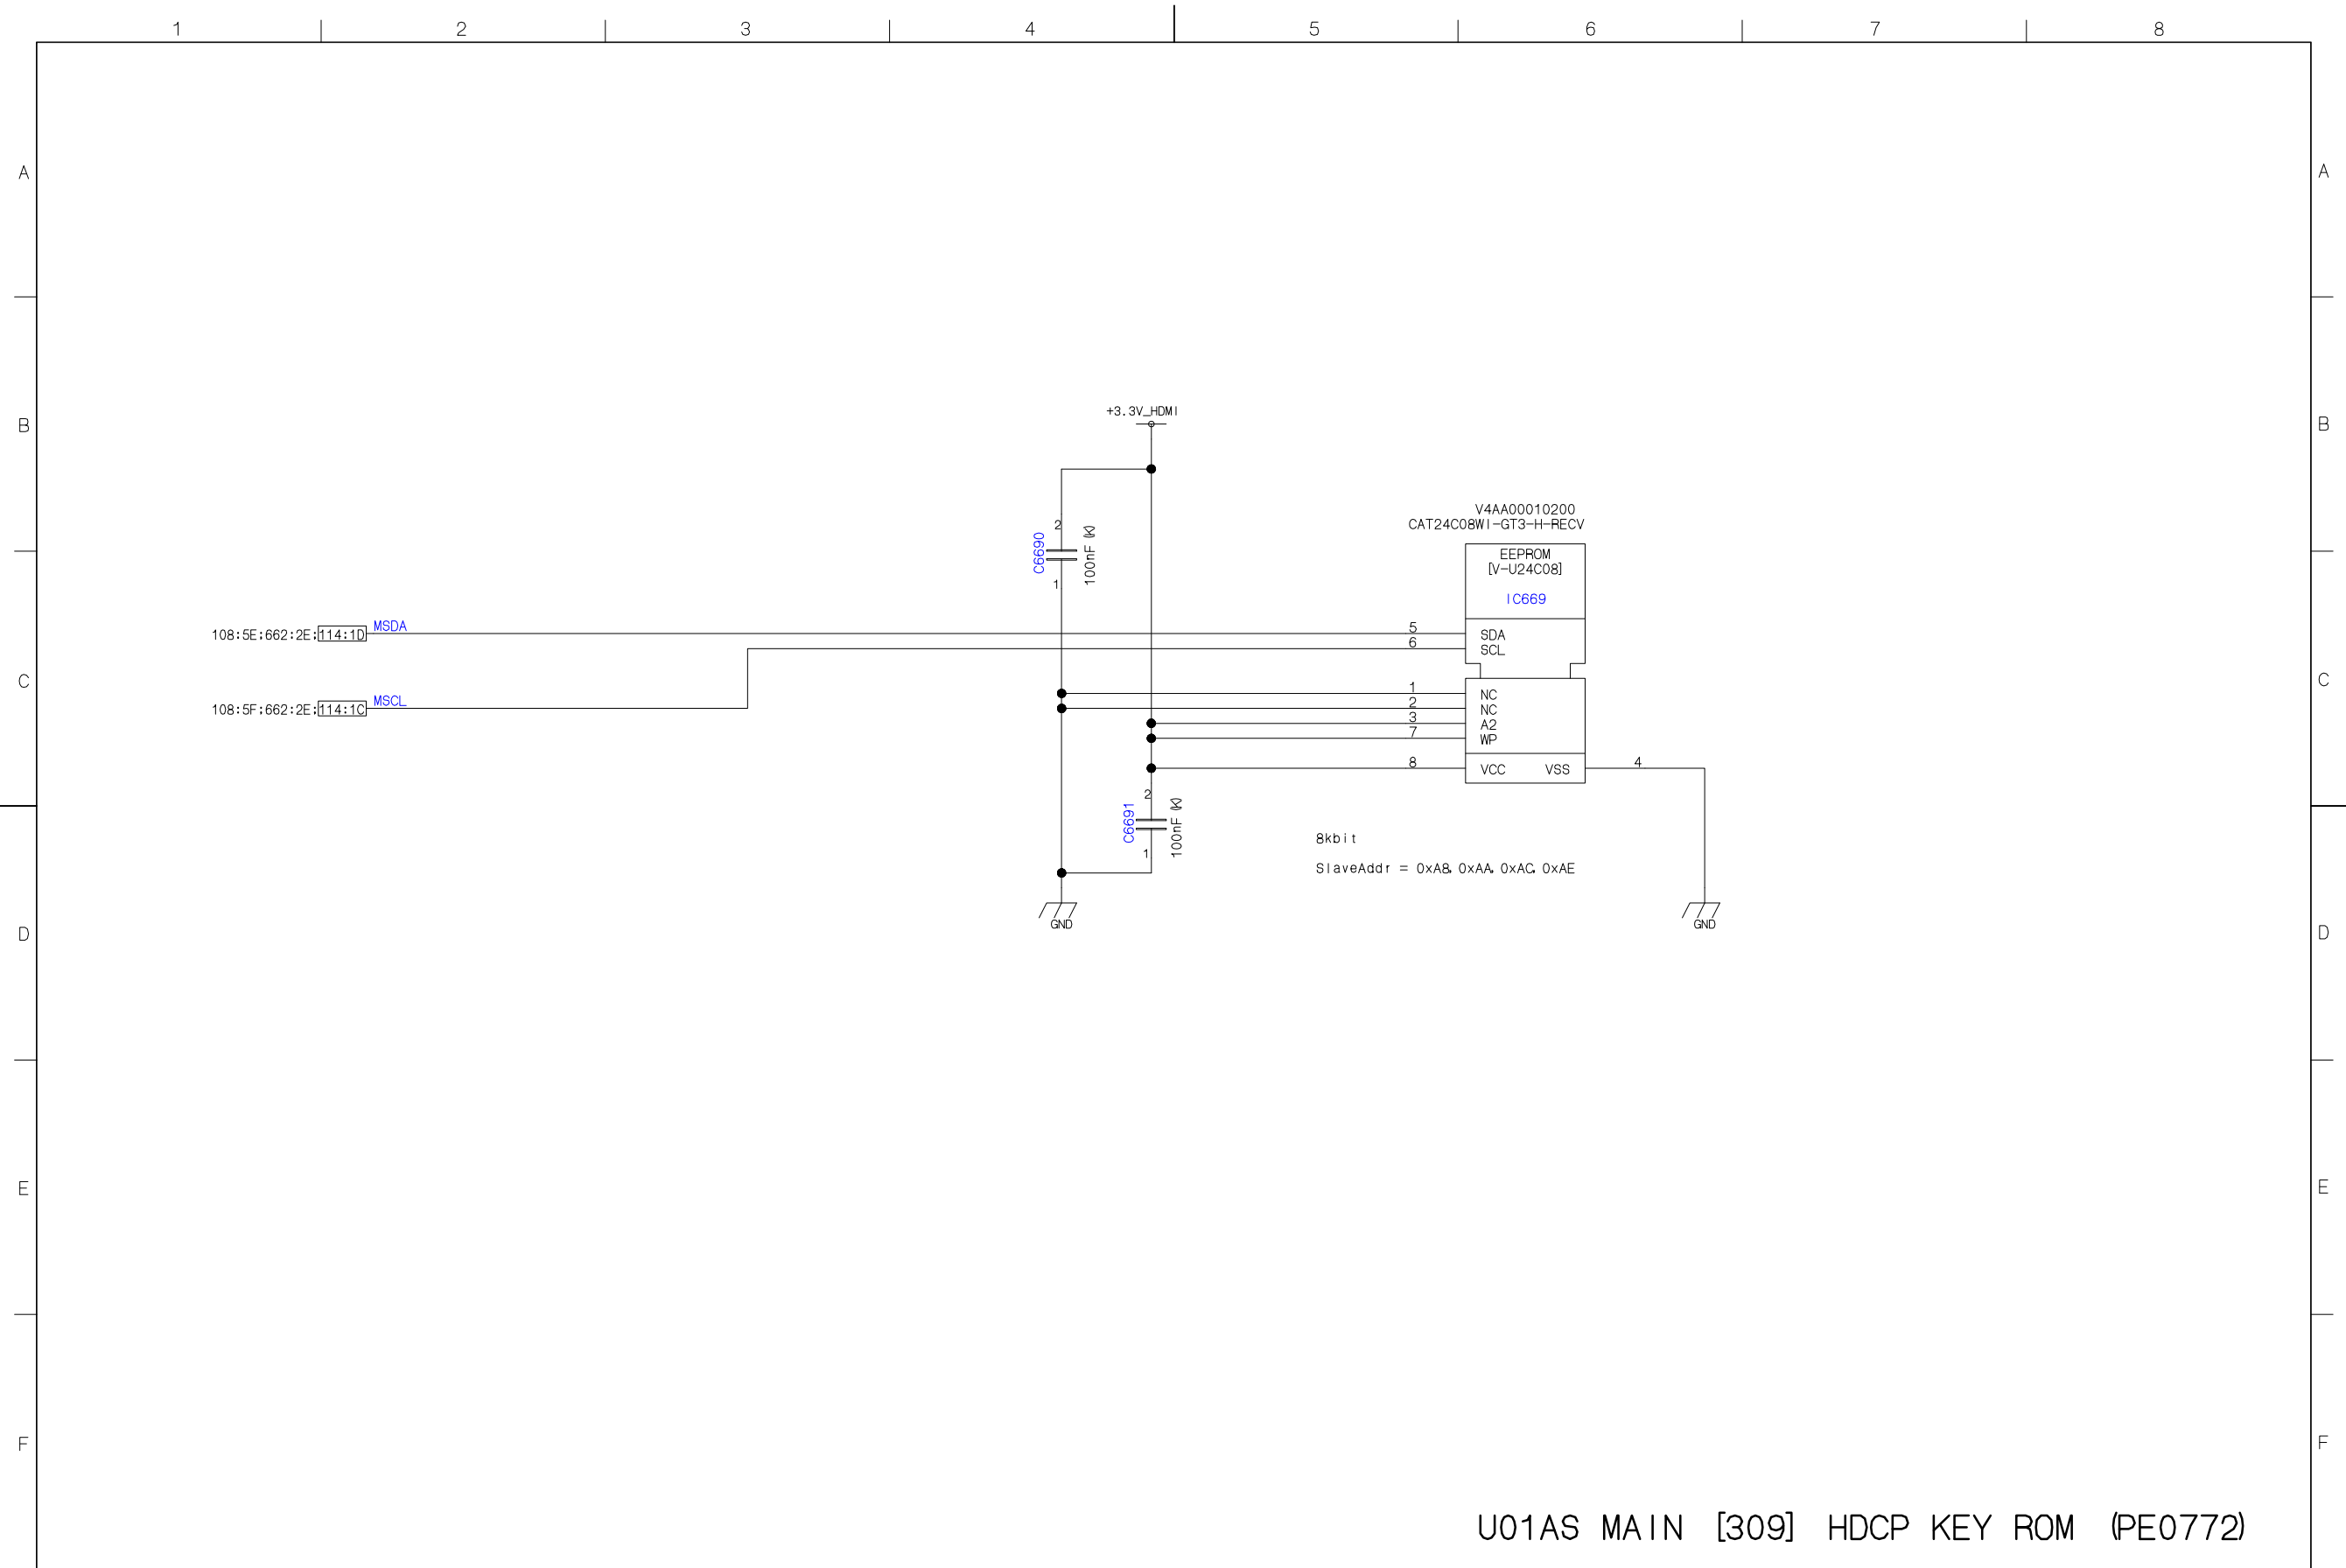 1 2 3 4 5 6 7 8
A A
B B
+3.3V_HDMI
V4AA00010200
CAT24C08WI-GT3-H-RECV
2
C6690
100nF (K)
1
EEPROM
[V-U24C08]
IC669
108:5E;662:2E;114:1D MSDA 5 SDA
6 SCL
C C
108:5F;662:2E;114:1C MSCL
1 NC
2 NC
3 A2
7 WP
8 VCC VSS 4
2
C6691
100nF (K)
1
8kbit
SlaveAddr = 0xA8, 0xAA, 0xAC, 0xAE
GND GND
D D
E E
F F
U01AS MAIN [309] HDCP KEY ROM (PE0772)